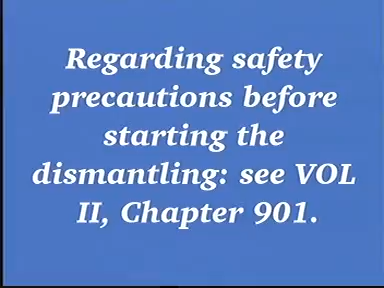 Regarding safety
precautions before
starting the
dismantling: see VOL
II, Chapter 901.